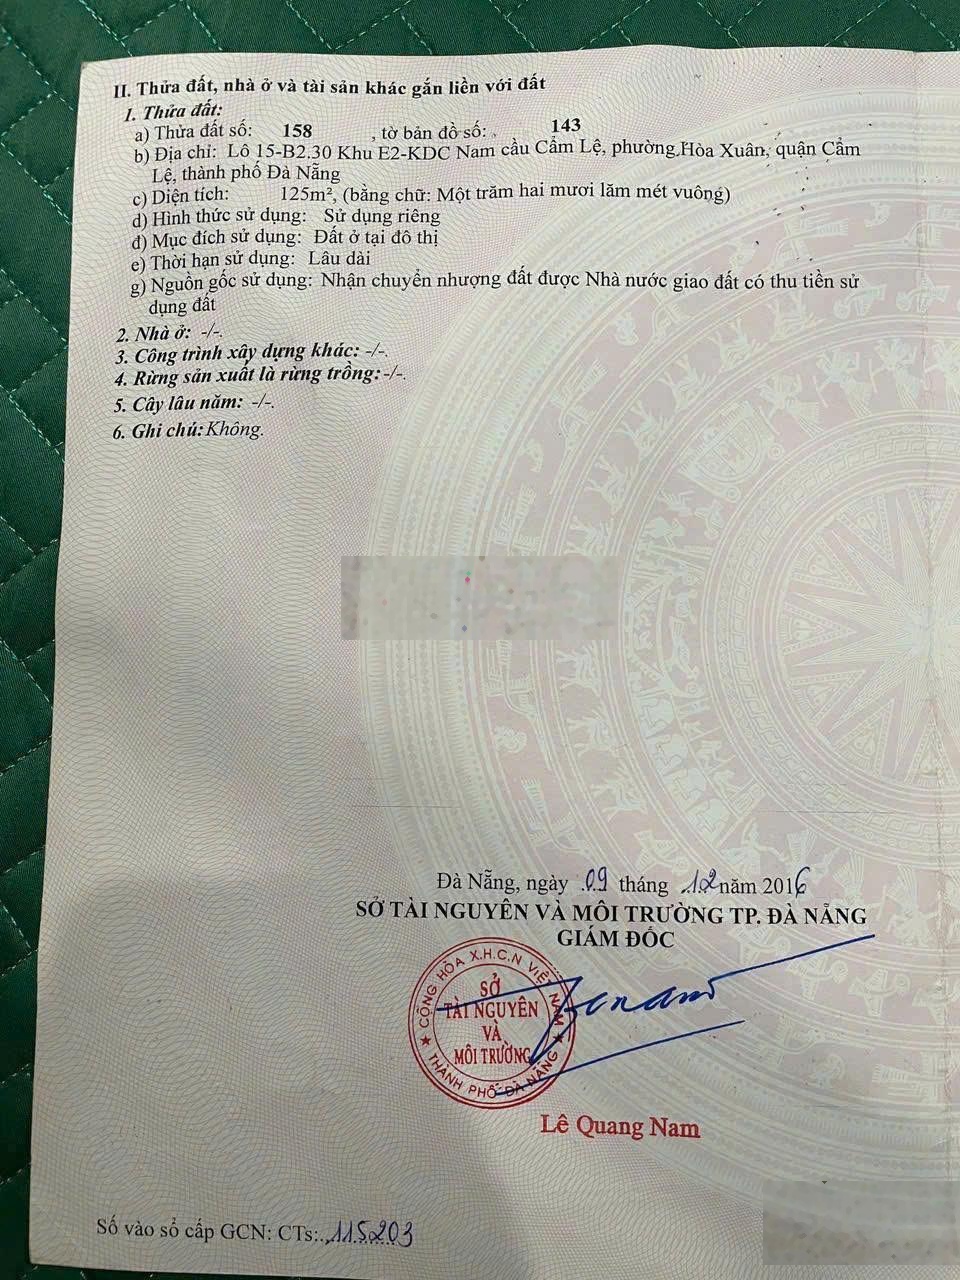 II. Thửa đất, nhà ở và tài sản khác gắn liền với đất
1. Thửa đất:
a) Thửa đất số: 158 , tờ bản đồ số: 143
b) Địa chỉ: Lô 15-B2.30 Khu E2-KDC Nam cầu Cẩm Lệ, phường Hòa Xuân, quận Cẩm
Lệ, thành phố Đà Nẵng
c) Diện tích: 125m², (bằng chữ: Một trăm hai mươi lăm mét vuông)
d) Hình thức sử dụng: Sử dụng riêng
đ) Mục đích sử dụng: Đất ở tại đô thị
e) Thời hạn sử dụng: Lâu dài
g) Nguồn gốc sử dụng: Nhận chuyển nhượng đất được Nhà nước giao đất có thu tiền sử
dụng đất
2. Nhà ở: -/-.
3. Công trình xây dựng khác: -/-.
4. Rừng sản xuất là rừng trồng: -/-.
5. Cây lâu năm: -/-.
6. Ghi chú: Không.
Đà Nẵng, ngày 09 tháng 12 năm 2016
SỞ TÀI NGUYÊN VÀ MÔI TRƯỜNG TP. ĐÀ NẴNG
GIÁM ĐỐC
CỘNG HÒA X.H.C.N VIỆT NAM
SỞ
TÀI NGUYÊN
VÀ
MÔI TRƯỜNG
★ THÀNH PHỐ ĐÀ NẴNG ★
Lê Quang Nam
Số vào sổ cấp GCN: CTs: 115203